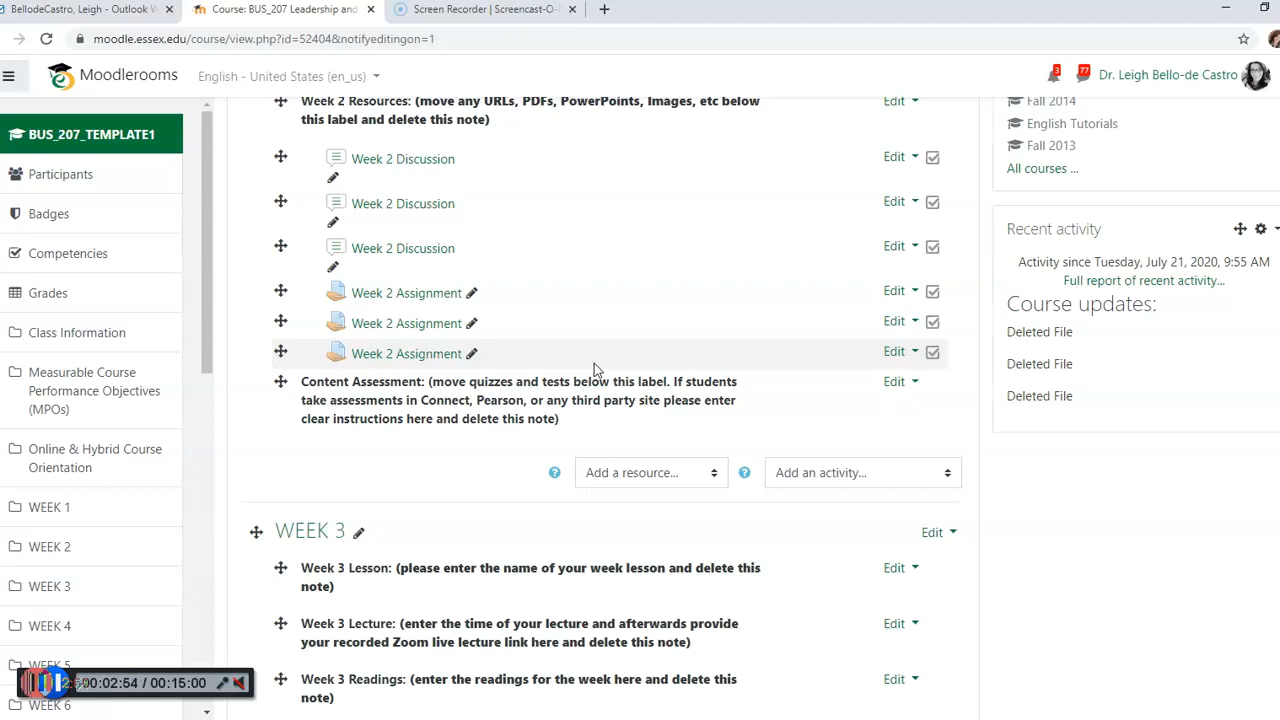 BellodeCastro, Leigh - Outlook W
Course: BUS_207 Leadership and
Screen Recorder | Screencast-O-
moodle.essex.edu/course/view.php?id=52404&notifyeditingon=1
Moodlerooms
English - United States (en_us)
3
77
Dr. Leigh Bello-de Castro
BUS_207_TEMPLATE1
Participants
Badges
Competencies
Grades
Class Information
Measurable Course
Performance Objectives
(MPOs)
Online & Hybrid Course
Orientation
WEEK 1
WEEK 2
WEEK 3
WEEK 4
WEEK 5
WEEK 6
Week 2 Resources: (move any URLs, PDFs, PowerPoints, Images, etc below
this label and delete this note)
Edit
Week 2 Discussion
Edit
Week 2 Discussion
Edit
Week 2 Discussion
Edit
Week 2 Assignment
Edit
Week 2 Assignment
Edit
Week 2 Assignment
Edit
Content Assessment: (move quizzes and tests below this label. If students
take assessments in Connect, Pearson, or any third party site please enter
clear instructions here and delete this note)
Edit
Add a resource...
Add an activity...
WEEK 3
Edit
Week 3 Lesson: (please enter the name of your week lesson and delete this
note)
Edit
Week 3 Lecture: (enter the time of your lecture and afterwards provide
your recorded Zoom live lecture link here and delete this note)
Edit
Week 3 Readings: (enter the readings for the week here and delete this
note)
Edit
Fall 2014
English Tutorials
Fall 2013
All courses ...
Recent activity
Activity since Tuesday, July 21, 2020, 9:55 AM
Full report of recent activity...
Course updates:
Deleted File
Deleted File
Deleted File
00:02:54 / 00:15:00